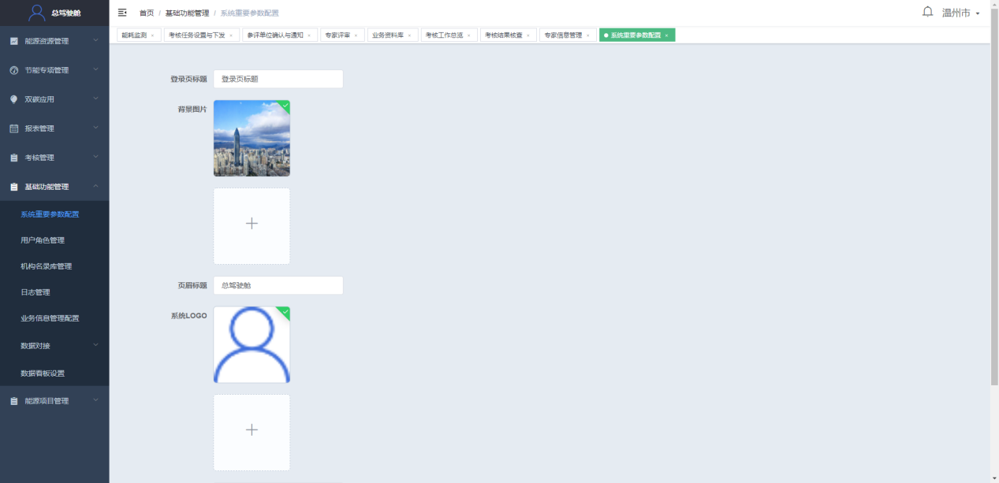 总驾驶舱
首页 / 基础功能管理 / 系统重要参数配置
温州市
能耗监测 × 考核任务设置与下发 × 参评单位确认与通知 × 专家评审 × 业务资料库 × 考核工作总览 × 考核结果核查 × 专家信息管理 × 系统重要参数配置 ×
能源资源管理
节能专项管理
双碳应用
报表管理
考核管理
基础功能管理
系统重要参数配置
用户角色管理
机构名录库管理
日志管理
业务信息管理配置
数据对接
数据看板设置
能源项目管理
登录页标题 登录页标题
背景图片
页眉标题 总驾驶舱
系统LOGO